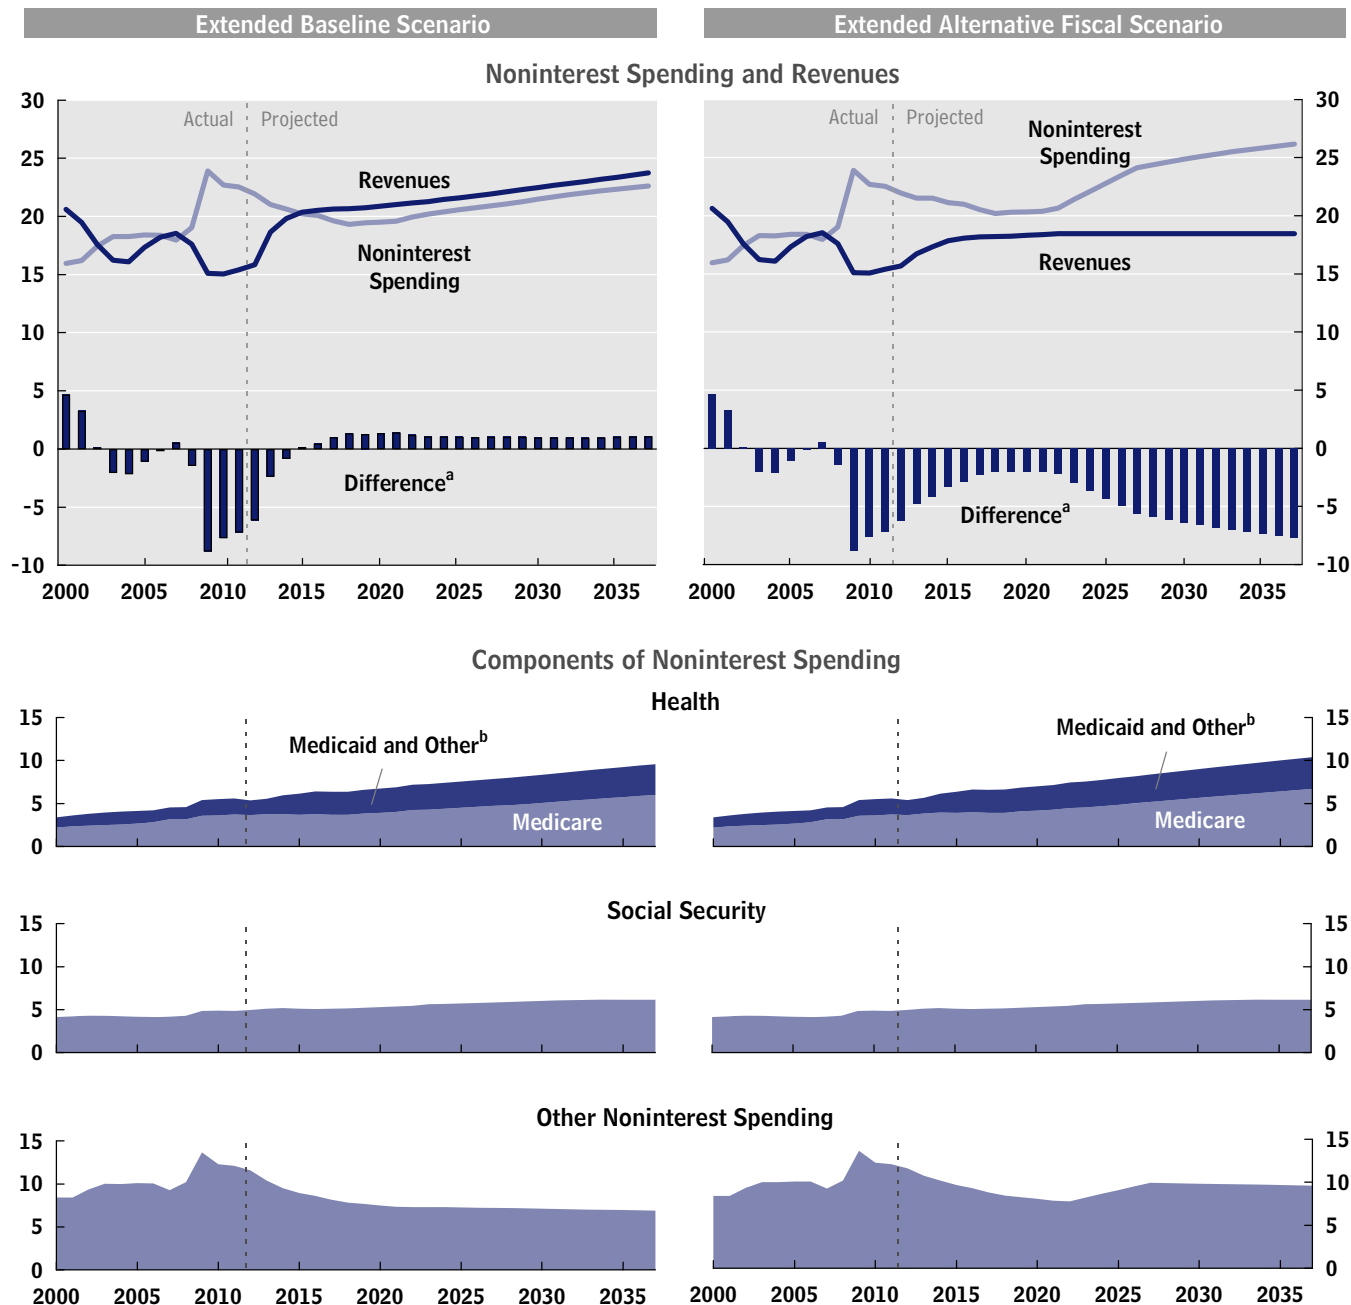 Extended Baseline Scenario
Extended Alternative Fiscal Scenario
Noninterest Spending and Revenues
30
25
20
15
10
5
0
-5
-10
Actual
Projected
Revenues
Noninterest
Spending
Difference^a
2000 2005 2010 2015 2020 2025 2030 2035
Actual
Projected
Noninterest
Spending
Revenues
Difference^a
30
25
20
15
10
5
0
-5
-10
2000 2005 2010 2015 2020 2025 2030 2035
Components of Noninterest Spending
Health
15
10
5
0
Medicaid and Other^b
Medicare
Medicaid and Other^b
Medicare
15
10
5
0
Social Security
15
10
5
0
15
10
5
0
Other Noninterest Spending
15
10
5
0
2000 2005 2010 2015 2020 2025 2030 2035
15
10
5
0
2000 2005 2010 2015 2020 2025 2030 2035